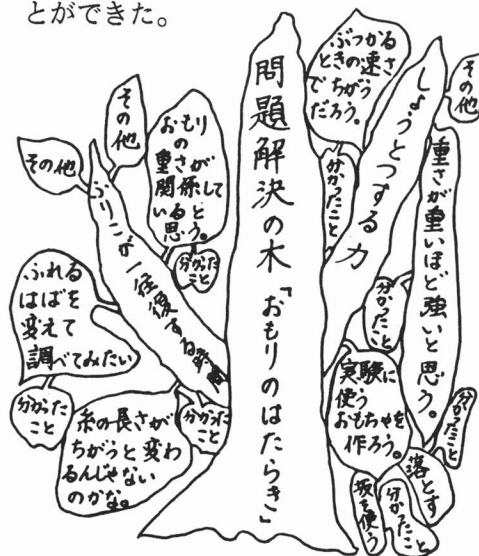 とができた。
問題解決の木「おもりのはたらき」
その他
その他
おもり
の
重さが
関係して
いると
思う。
分かった
こと
ふりこが一往復する時間
ふれる
はばを
変えて
調べてみたい
分かった
こと
糸の長さが
ちがうと変わ
るんじゃない
のかな。
分かった
こと
ぶつかる
ときの速さ
でちがう
だろう。
分かったこと
しょうとつする力
その他
重さが重いほど強いと思う。
分かったこと
分かったこと
実験に
使う
おもちゃを
作ろう。
落とす
坂を使う
分かったこと